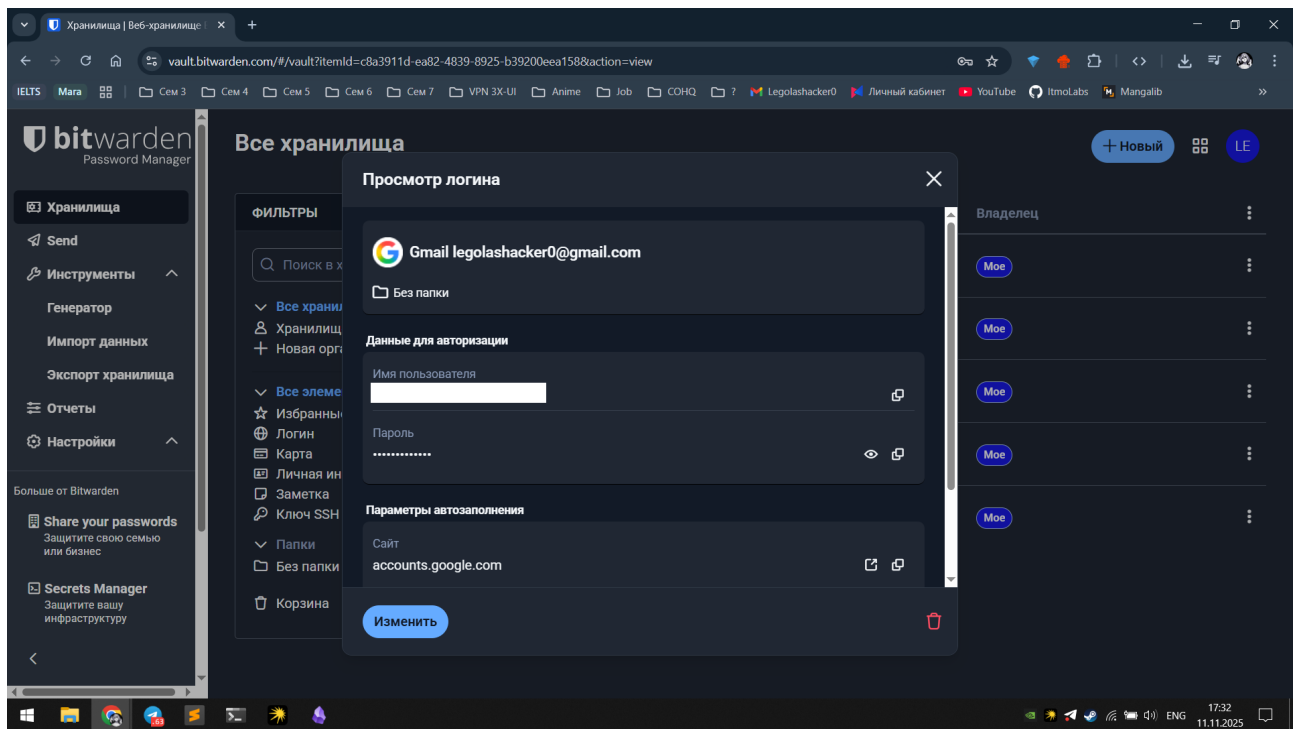 Хранилища | Веб-хранилище
vault.bitwarden.com/#/vault?itemId=c8a3911d-ea82-4839-8925-b39200eea158&action=view
IELTS Mara Сем 3 Сем 4 Сем 5 Сем 6 Сем 7 VPN 3X-UI Anime Job СОНQ ? Legolashacker0 Личный кабинет YouTube ItmoLabs Mangalib »
bitwarden
Password Manager
Все хранилища
+ Новый
LE
Хранилища
Send
Инструменты
Генератор
Импорт данных
Экспорт хранилища
Отчеты
Настройки
Больше от Bitwarden
Share your passwords
Защитите свою семью
или бизнес
Secrets Manager
Защитите вашу
инфраструктуру
ФИЛЬТРЫ
Поиск в х
Все хранил
Хранилищ
Новая орга
Все элеме
Избранны
Логин
Карта
Личная ин
Заметка
Ключ SSH
Папки
Без папки
Корзина
Просмотр логина
Gmail legolashacker0@gmail.com
Без папки
Данные для авторизации
Имя пользователя
Пароль
•••••••••••••
Параметры автозаполнения
Сайт
accounts.google.com
Изменить
Владелец
Мое
Мое
Мое
Мое
Мое
63
ENG
17:32
11.11.2025